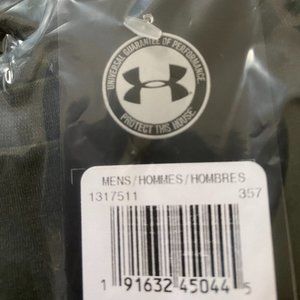 UNIVERSAL GUARANTEE OF PERFORMANCE
PROTECT THIS HOUSE
MENS/HOMMES/HOMBRES
1317511 357
1 91632 45044 5